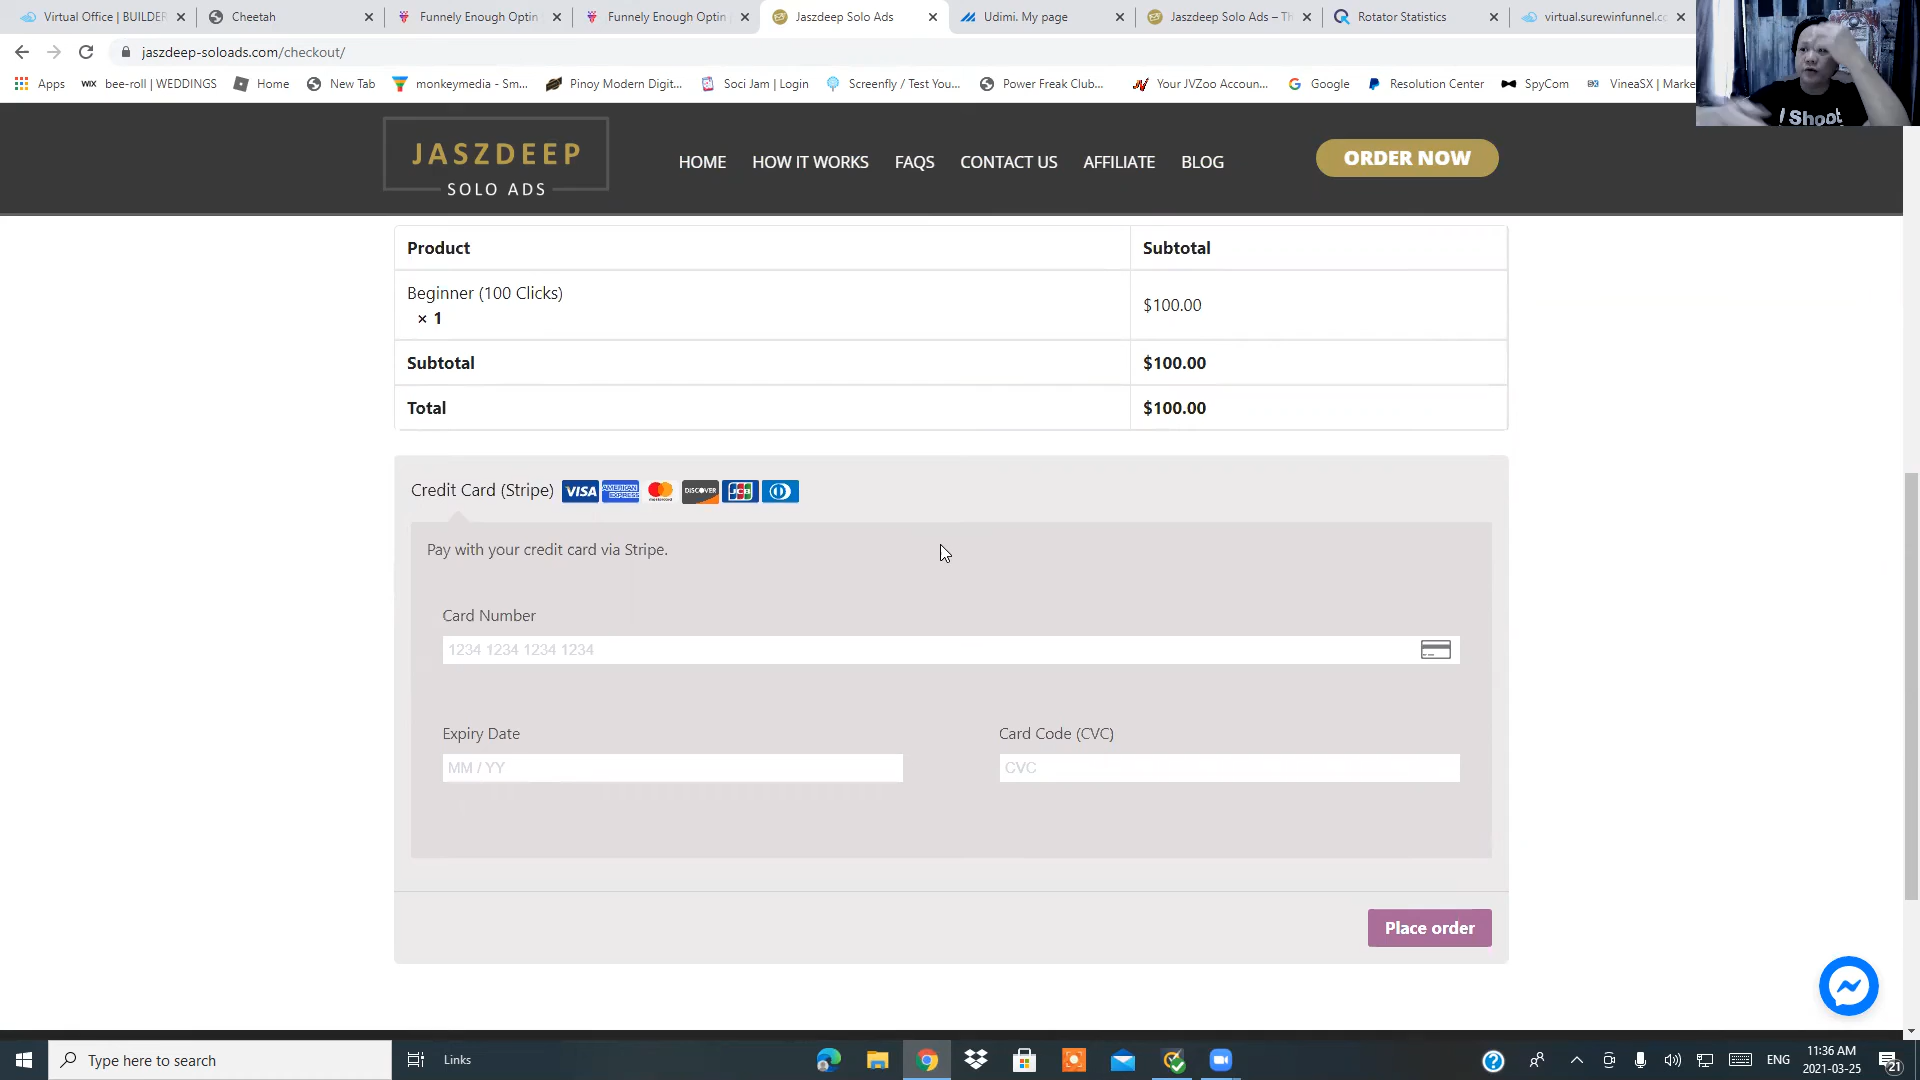 Virtual Office | BUILDER
Cheetah
Funnely Enough Optin
Funnely Enough Optin
Jaszdeep Solo Ads
Udimi. My page
Jaszdeep Solo Ads – Th
Rotator Statistics
virtual.surewinfunnel.cc
jaszdeep-soloads.com/checkout/
Apps
WIX bee-roll | WEDDINGS
Home
New Tab
monkeymedia - Sm...
Pinoy Modern Digit...
Soci Jam | Login
Screenfly / Test You...
Power Freak Club...
Your JVZoo Accoun...
Google
Resolution Center
SpyCom
VineaSX | Marke
I Shoot
JASZDEEP
SOLO ADS
HOME
HOW IT WORKS
FAQS
CONTACT US
AFFILIATE
BLOG
ORDER NOW
Product
Subtotal
Beginner (100 Clicks)
× 1
$100.00
Subtotal
$100.00
Total
$100.00
Credit Card (Stripe)
VISA
AMERICAN EXPRESS
mastercard
DISCOVER
JCB
Pay with your credit card via Stripe.
Card Number
1234 1234 1234 1234
Expiry Date
Card Code (CVC)
MM / YY
CVC
Place order
Type here to search
Links
ENG
11:36 AM
2021-03-25
21